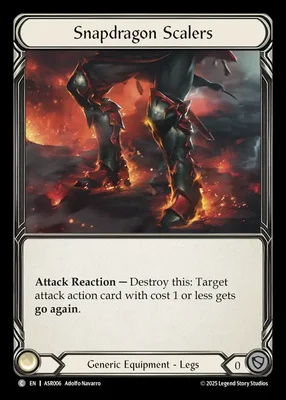 Snapdragon Scalers
Attack Reaction — Destroy this: Target
attack action card with cost 1 or less gets
go again.
Generic Equipment - Legs
0
C EN | ASR006 Adolfo Navarro
©2025 Legend Story Studios